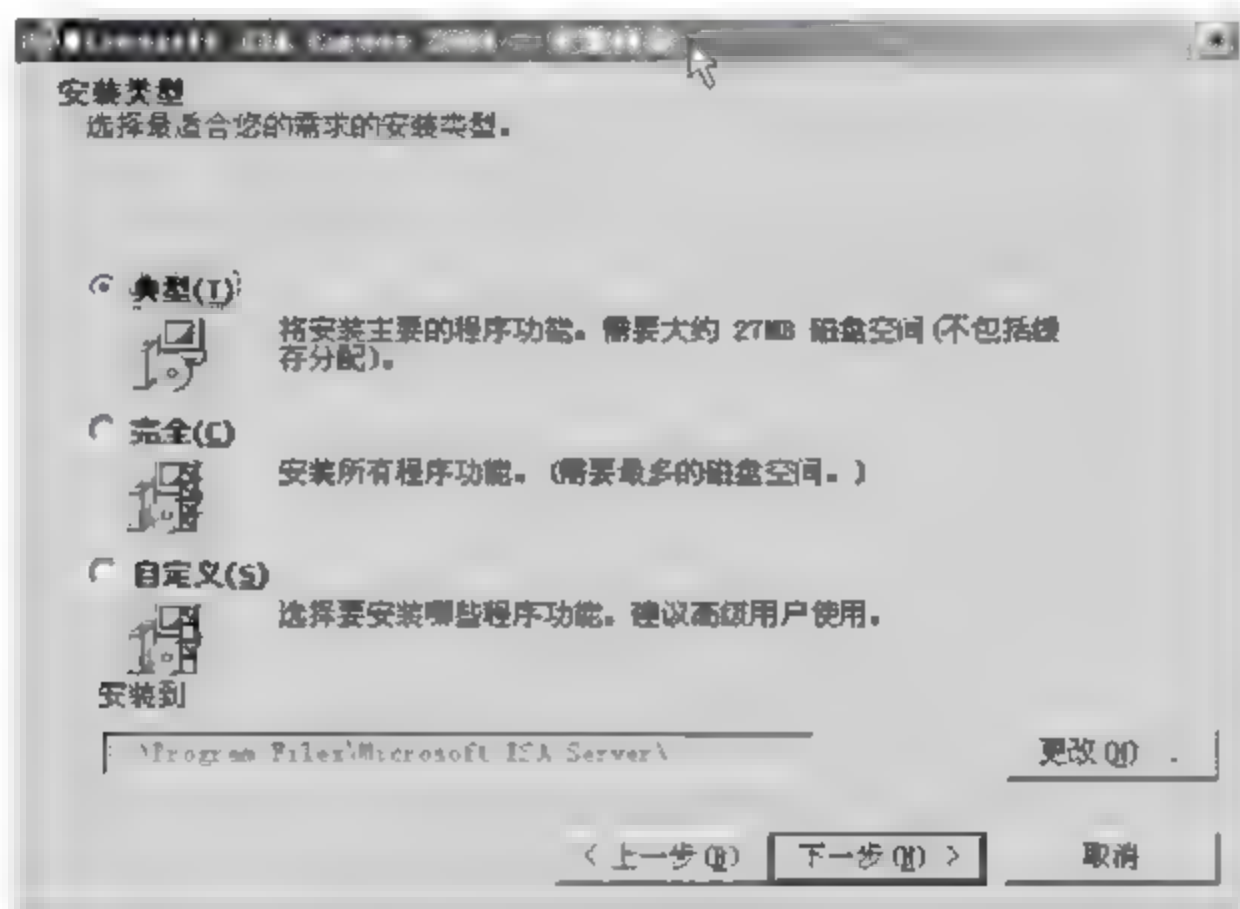 Microsoft ISA Server 2004 -
安装类型
选择最适合您的需求的安装类型。
典型(T)
将安装主要的程序功能。需要大约 27MB 磁盘空间(不包括缓
存分配)。
完全(C)
安装所有程序功能。(需要最多的磁盘空间。)
自定义(S)
选择要安装哪些程序功能。建议高级用户使用。
安装到
:\Program Files\Microsoft ISA Server\
更改
< 上一步(B)
下一步(N) >
取消